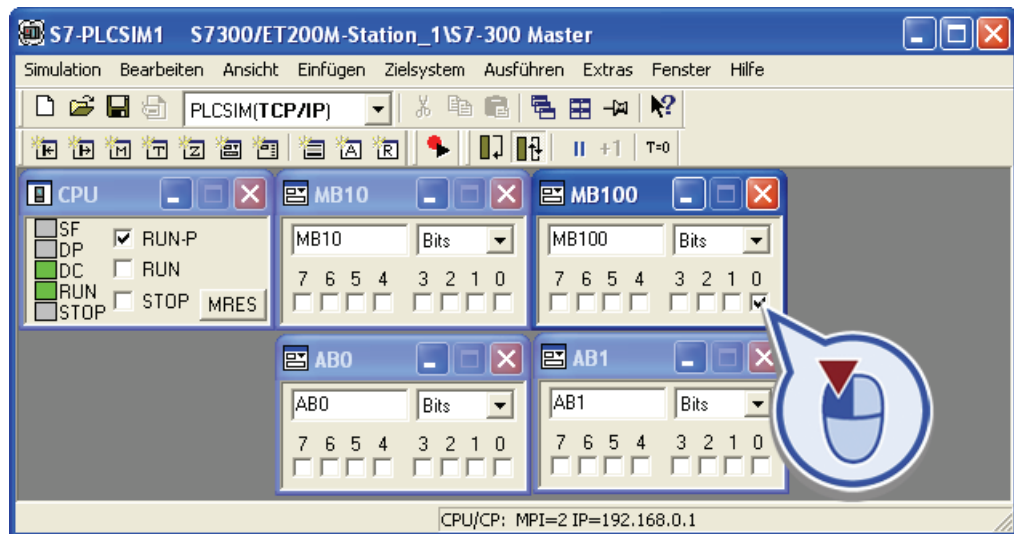 S7-PLCSIM1 S7300/ET200M-Station_1\S7-300 Master
Simulation Bearbeiten Ansicht Einfügen Zielsystem Ausführen Extras Fenster Hilfe
PLCSIM(TCP/IP)
+1 T=0
CPU
SF
DP
DC
RUN
STOP
RUN-P
RUN
STOP MRES
MB10
MB10 Bits
7 6 5 4 3 2 1 0
MB100
MB100 Bits
7 6 5 4 3 2 1 0
AB0
AB0 Bits
7 6 5 4 3 2 1 0
AB1
AB1 Bits
7 6 5 4 3 2 1 0
CPU/CP: MPI=2 IP=192.168.0.1